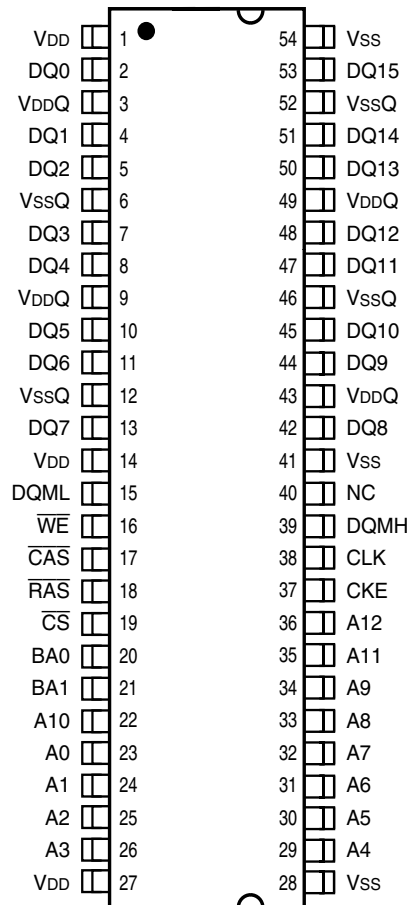 VDD 1 54 VSS
DQ0 2 53 DQ15
VDDQ 3 52 VSSQ
DQ1 4 51 DQ14
DQ2 5 50 DQ13
VSSQ 6 49 VDDQ
DQ3 7 48 DQ12
DQ4 8 47 DQ11
VDDQ 9 46 VSSQ
DQ5 10 45 DQ10
DQ6 11 44 DQ9
VSSQ 12 43 VDDQ
DQ7 13 42 DQ8
VDD 14 41 VSS
DQML 15 40 NC
W̅E̅ 16 39 DQMH
C̅A̅S̅ 17 38 CLK
R̅A̅S̅ 18 37 CKE
C̅S̅ 19 36 A12
BA0 20 35 A11
BA1 21 34 A9
A10 22 33 A8
A0 23 32 A7
A1 24 31 A6
A2 25 30 A5
A3 26 29 A4
VDD 27 28 VSS